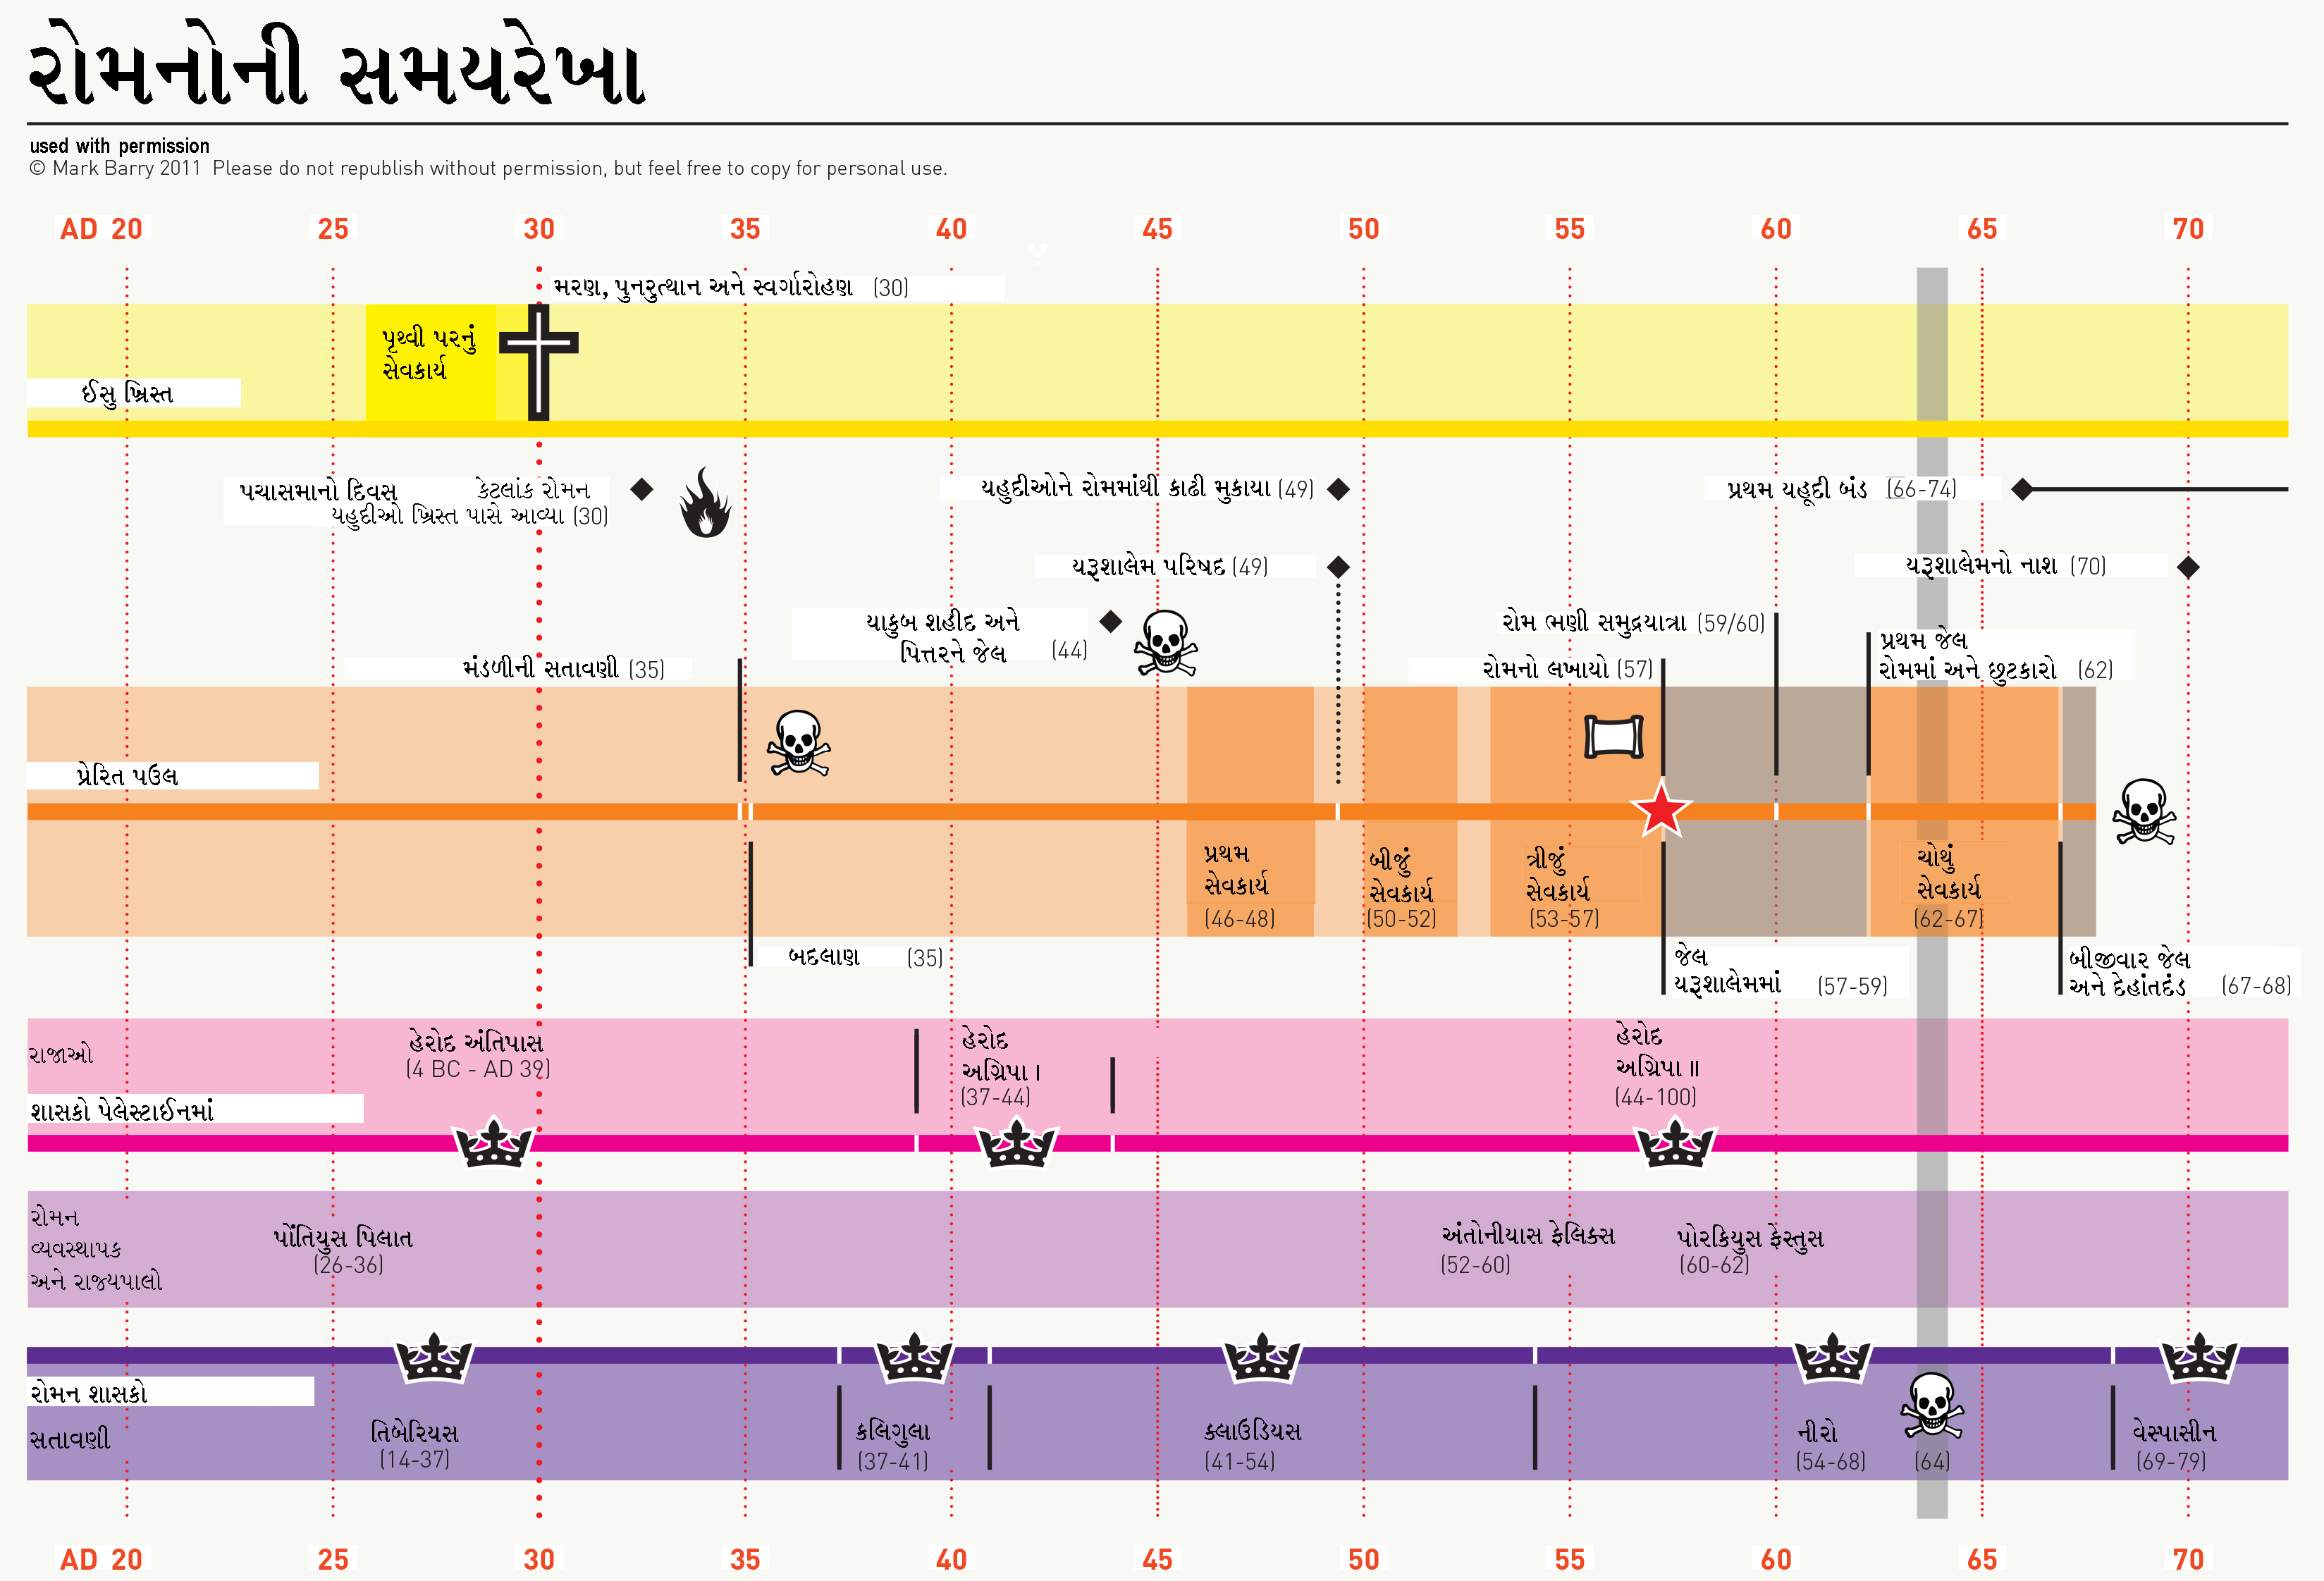 રોમનોની સમયરેખા
used with permission
© Mark Barry 2011  Please do not republish without permission, but feel free to copy for personal use.
AD 20 25 30 35 40 45 50 55 60 65 70
મરણ, પુનરુત્થાન અને સ્વર્ગારોહણ (30)
પૃથ્વી પરનું
સેવકાર્ય
ઈસુ ખ્રિસ્ત
પચાસમાનો દિવસ કેટલાંક રોમન
યહુદીઓ ખ્રિસ્ત પાસે આવ્યા (30)
યહુદીઓને રોમમાંથી કાઢી મુકાયા (49)
પ્રથમ યહૂદી બંડ (66-74)
યરૂશાલેમ પરિષદ (49)
યરૂશાલેમનો નાશ (70)
યાકુબ શહીદ અને
પિત્તરને જેલ (44)
રોમ ભણી સમુદ્રયાત્રા (59/60)
પ્રથમ જેલ
રોમમાં અને છુટકારો (62)
મંડળીની સતાવણી (35)
રોમનો લખાયો (57)
પ્રેરિત પઉલ
પ્રથમ
સેવકાર્ય
(46-48)
બીજું
સેવકાર્ય
(50-52)
ત્રીજું
સેવકાર્ય
(53-57)
ચોથું
સેવકાર્ય
(62-67)
બદલાણ (35)
જેલ
યરૂશાલેમમાં (57-59)
બીજીવાર જેલ
અને દેહાંતદંડ (67-68)
રાજાઓ
હેરોદ અંતિપાસ
(4 BC - AD 39)
હેરોદ
અગ્રિપા I
(37-44)
હેરોદ
અગ્રિપા II
(44-100)
શાસકો પેલેસ્ટાઈનમાં
રોમન
વ્યવસ્થાપક
અને રાજ્યપાલો
પોંતિયુસ પિલાત
(26-36)
અંતોનીયાસ ફેલિક્સ
(52-60)
પોરકિયુસ ફેસ્તુસ
(60-62)
રોમન શાસકો
સતાવણી
તિબેરિયસ
(14-37)
કલિગુલા
(37-41)
ક્લાઉડિયસ
(41-54)
નીરો
(54-68)
(64)
વેસ્પાસીન
(69-79)
AD 20 25 30 35 40 45 50 55 60 65 70